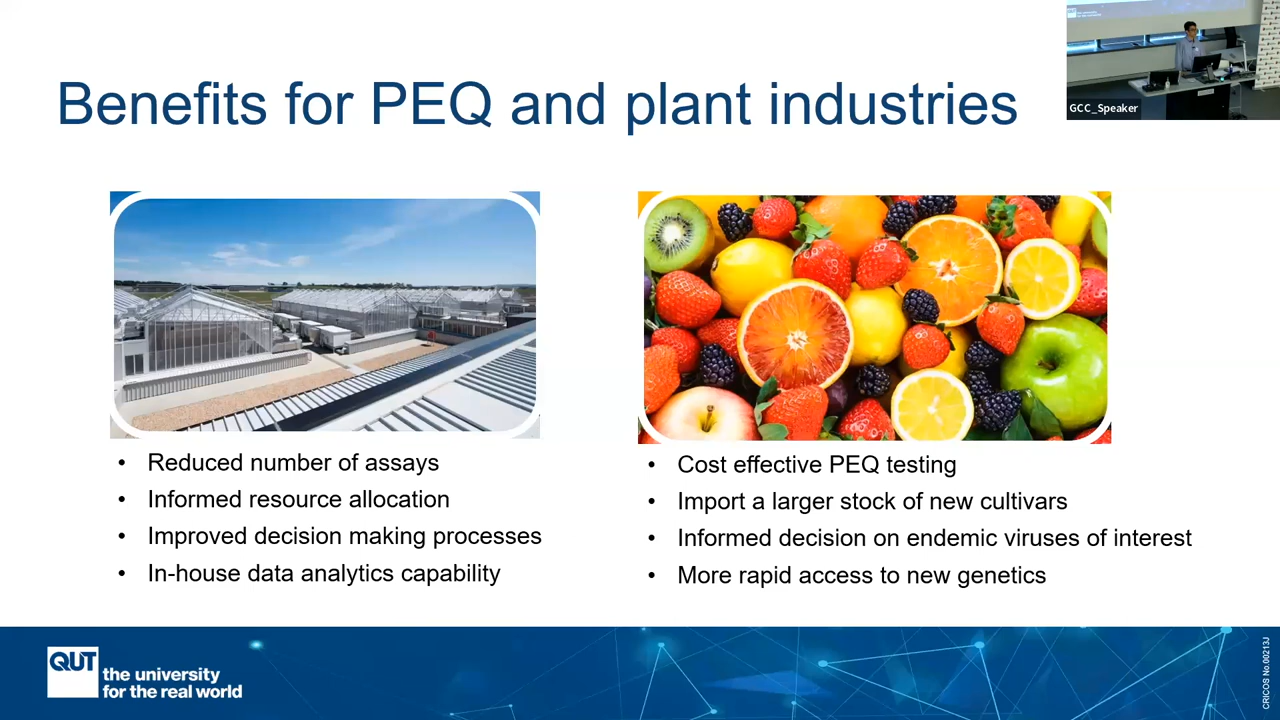 Benefits for PEQ and plant industries
GCC_Speaker
• Reduced number of assays
• Informed resource allocation
• Improved decision making processes
• In-house data analytics capability
• Cost effective PEQ testing
• Import a larger stock of new cultivars
• Informed decision on endemic viruses of interest
• More rapid access to new genetics
QUT
the university
for the real world
CRICOS No.00213J